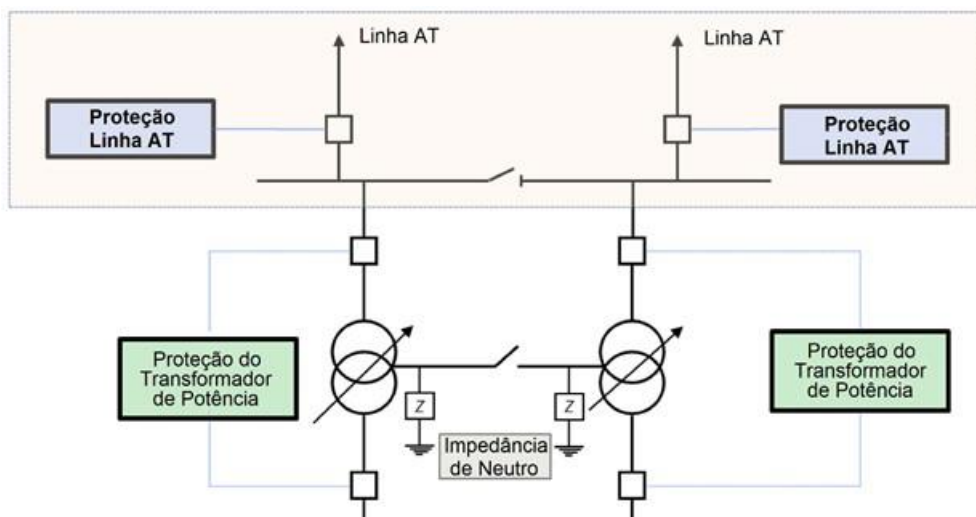 Linha AT
Linha AT
Proteção
Linha AT
Proteção
Linha AT
Proteção do
Transformador
de Potência
Proteção do
Transformador
de Potência
Z
Z
Impedância
de Neutro